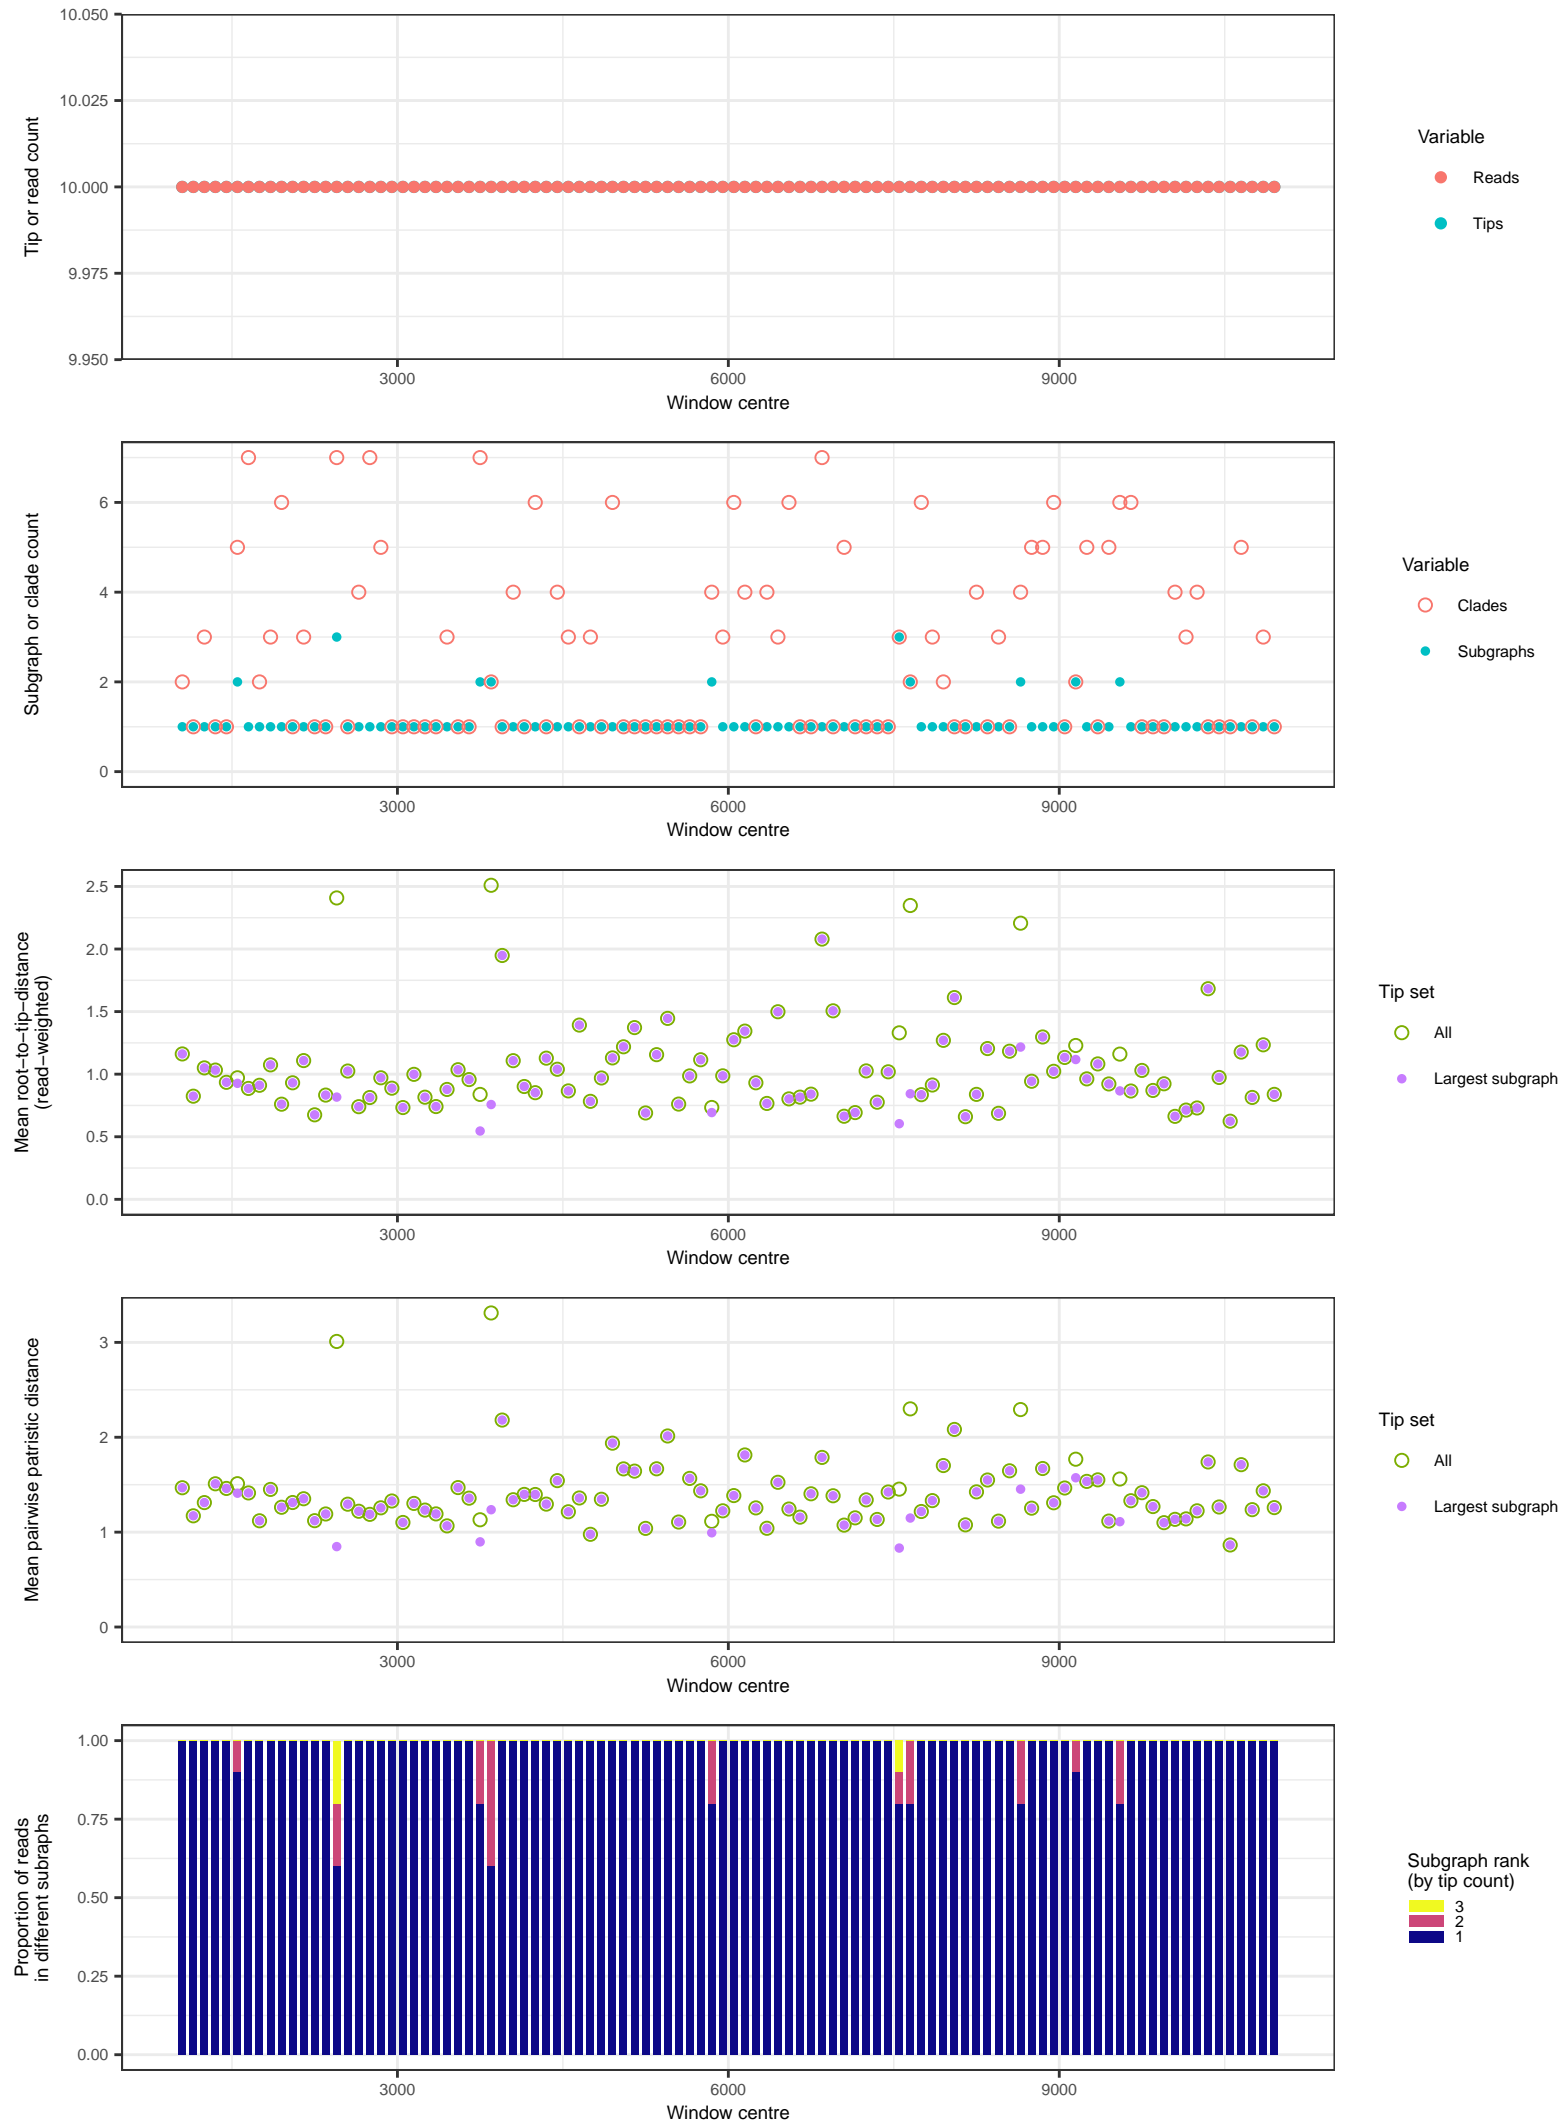 10.050
10.025
10.000
9.975
9.950
Tip or read count
3000
6000
9000
Window centre
Variable
Reads
Tips
6
4
2
0
Subgraph or clade count
3000
6000
9000
Window centre
Variable
Clades
Subgraphs
2.5
2.0
1.5
1.0
0.5
0.0
Mean root−to−tip−distance
(read−weighted)
3000
6000
9000
Window centre
Tip set
All
Largest subgraph
3
2
1
0
Mean pairwise patristic distance
3000
6000
9000
Window centre
Tip set
All
Largest subgraph
1.00
0.75
0.50
0.25
0.00
Proportion of reads
in different subraphs
3000
6000
9000
Window centre
Subgraph rank
(by tip count)
3
2
1